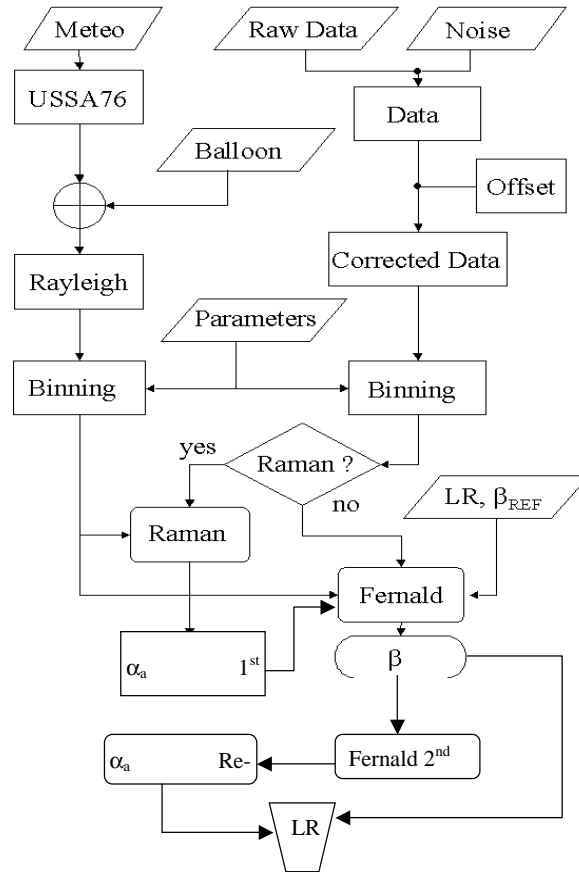 Meteo
Raw Data
Noise
USSA76
Data
Balloon
Offset
Rayleigh
Corrected Data
Parameters
Binning
Binning
yes
Raman ?
no
LR, βREF
Raman
Fernald
αa 1st
β
αa Re-
Fernald 2nd
LR